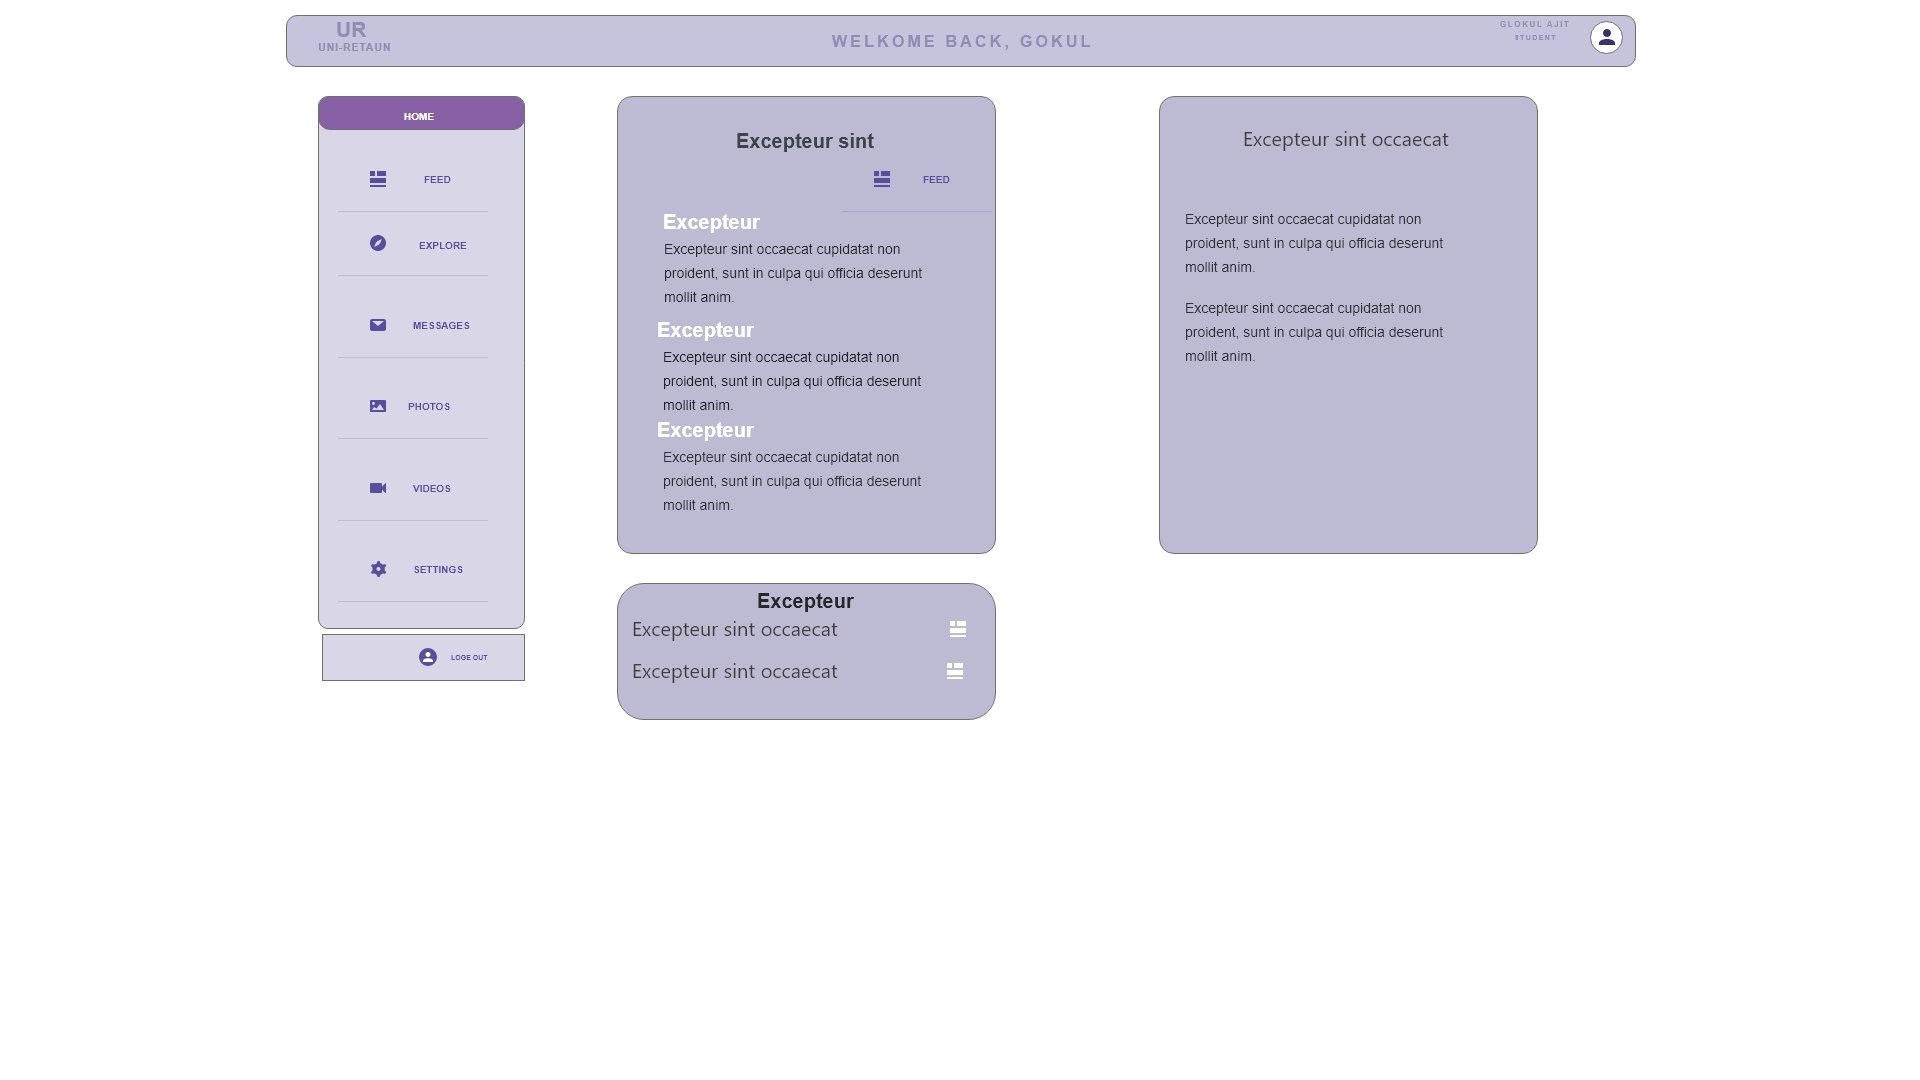 UR
UNI-RETAUN
WELKOME BACK, GOKUL
GLOKUL AJIT
STUDENT
HOME
FEED
EXPLORE
MESSAGES
PHOTOS
VIDEOS
SETTINGS
LOGE OUT
Excepteur sint
FEED
Excepteur
Excepteur sint occaecat cupidatat non
proident, sunt in culpa qui officia deserunt
mollit anim.
Excepteur
Excepteur sint occaecat cupidatat non
proident, sunt in culpa qui officia deserunt
mollit anim.
Excepteur
Excepteur sint occaecat cupidatat non
proident, sunt in culpa qui officia deserunt
mollit anim.
Excepteur
Excepteur sint occaecat
Excepteur sint occaecat
Excepteur sint occaecat
Excepteur sint occaecat cupidatat non
proident, sunt in culpa qui officia deserunt
mollit anim.
Excepteur sint occaecat cupidatat non
proident, sunt in culpa qui officia deserunt
mollit anim.